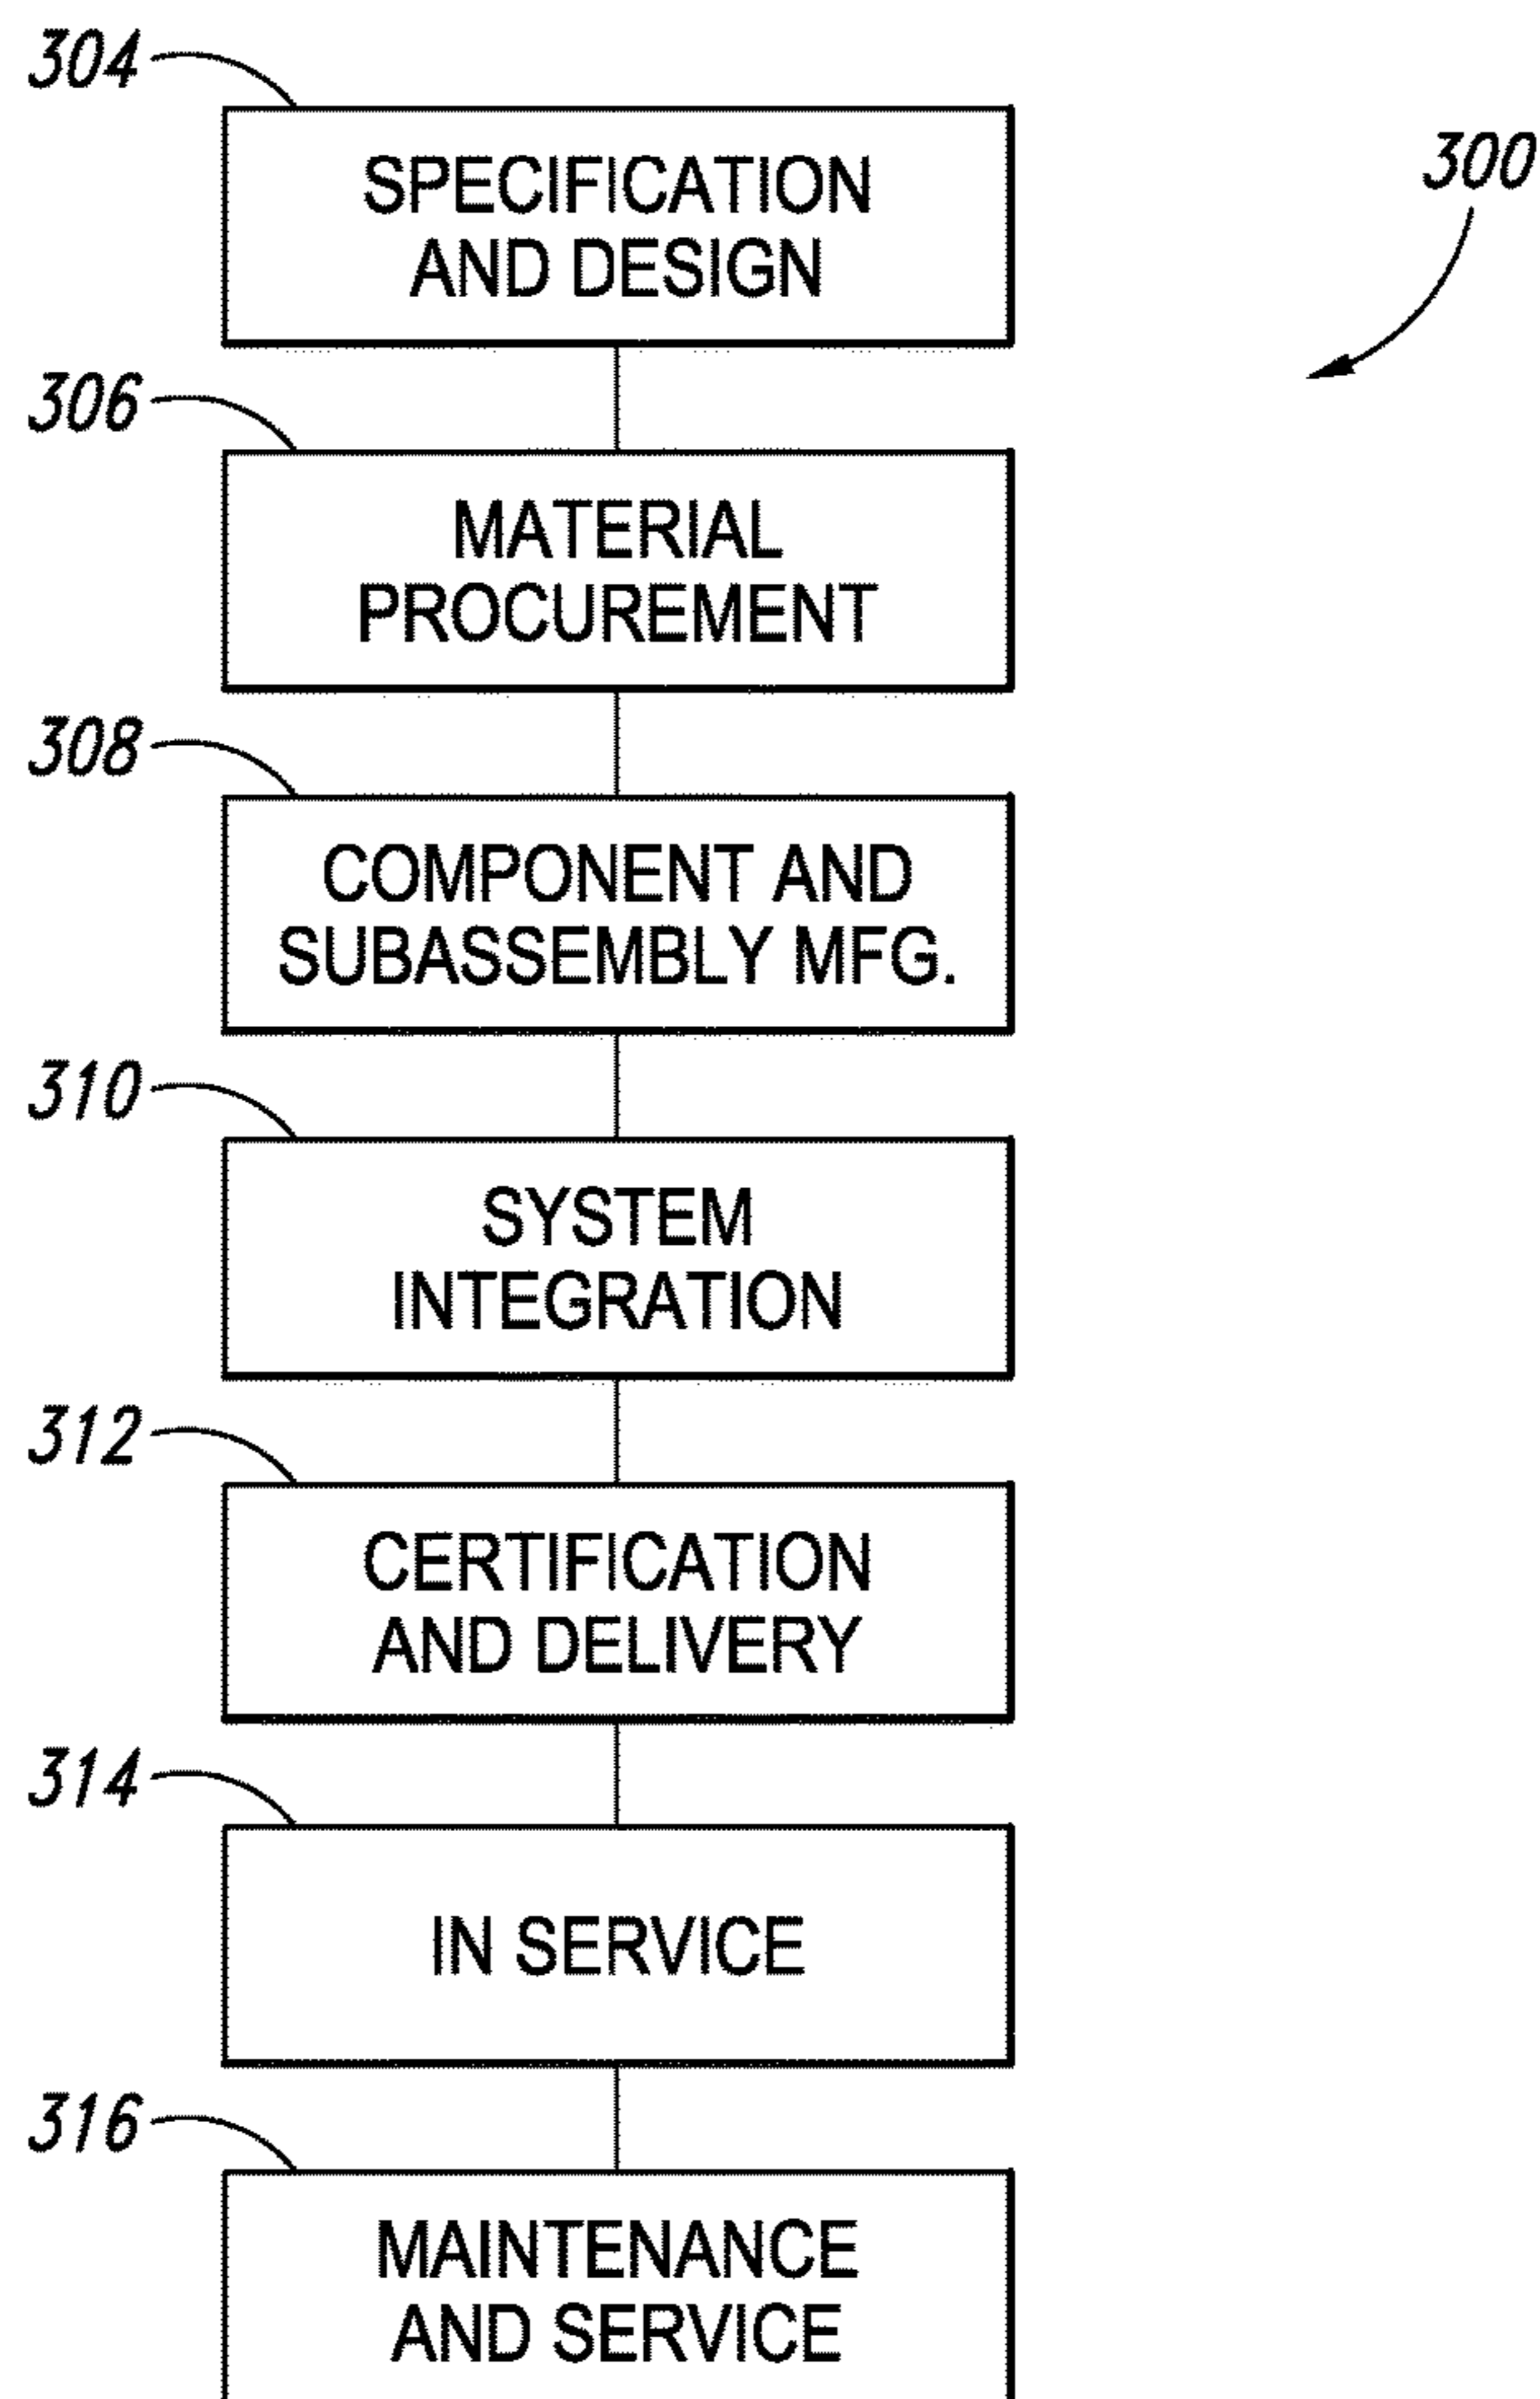 304
SPECIFICATION
AND DESIGN
300
306
MATERIAL
PROCUREMENT
308
COMPONENT AND
SUBASSEMBLY MFG.
310
SYSTEM
INTEGRATION
312
CERTIFICATION
AND DELIVERY
314
IN SERVICE
316
MAINTENANCE
AND SERVICE